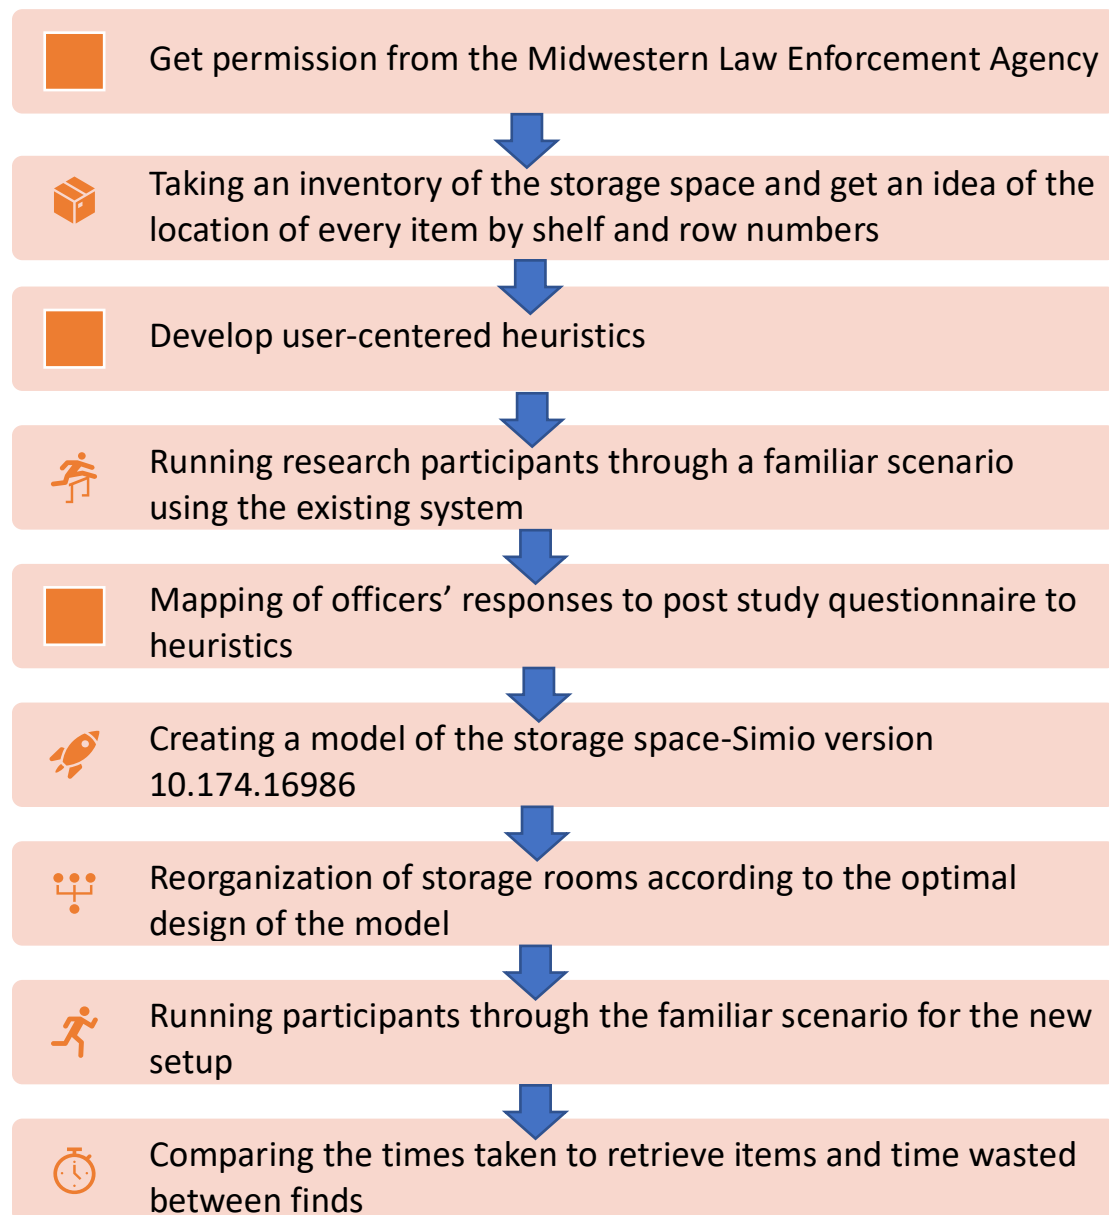 Get permission from the Midwestern Law Enforcement Agency
Taking an inventory of the storage space and get an idea of the
location of every item by shelf and row numbers
Develop user-centered heuristics
Running research participants through a familiar scenario
using the existing system
Mapping of officers’ responses to post study questionnaire to
heuristics
Creating a model of the storage space-Simio version
10.174.16986
Reorganization of storage rooms according to the optimal
design of the model
Running participants through the familiar scenario for the new
setup
Comparing the times taken to retrieve items and time wasted
between finds